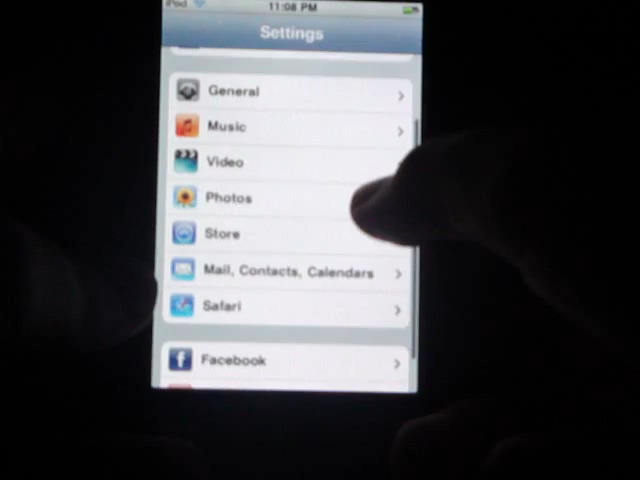 iPod 11:08 PM
Settings
General
Music
Video
Photos
Store
Mail, Contacts, Calendars
Safari
Facebook